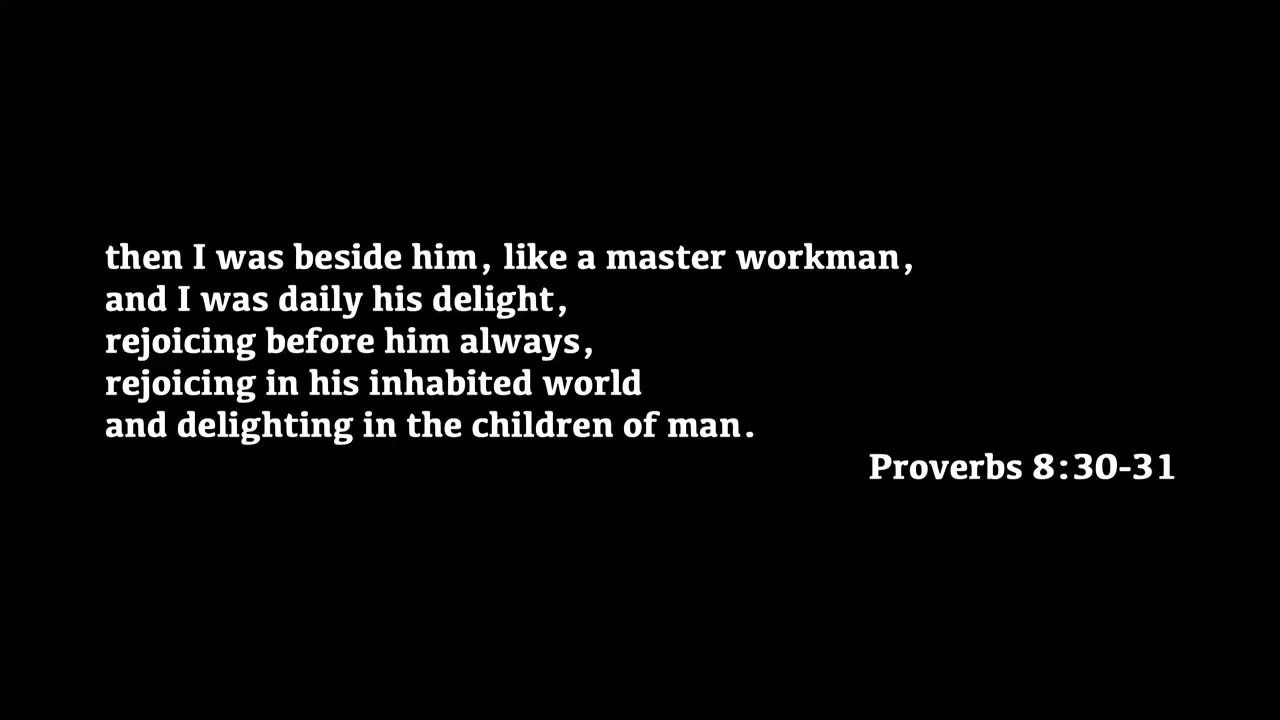 then I was beside him, like a master workman,
and I was daily his delight,
rejoicing before him always,
rejoicing in his inhabited world
and delighting in the children of man.
Proverbs 8:30-31